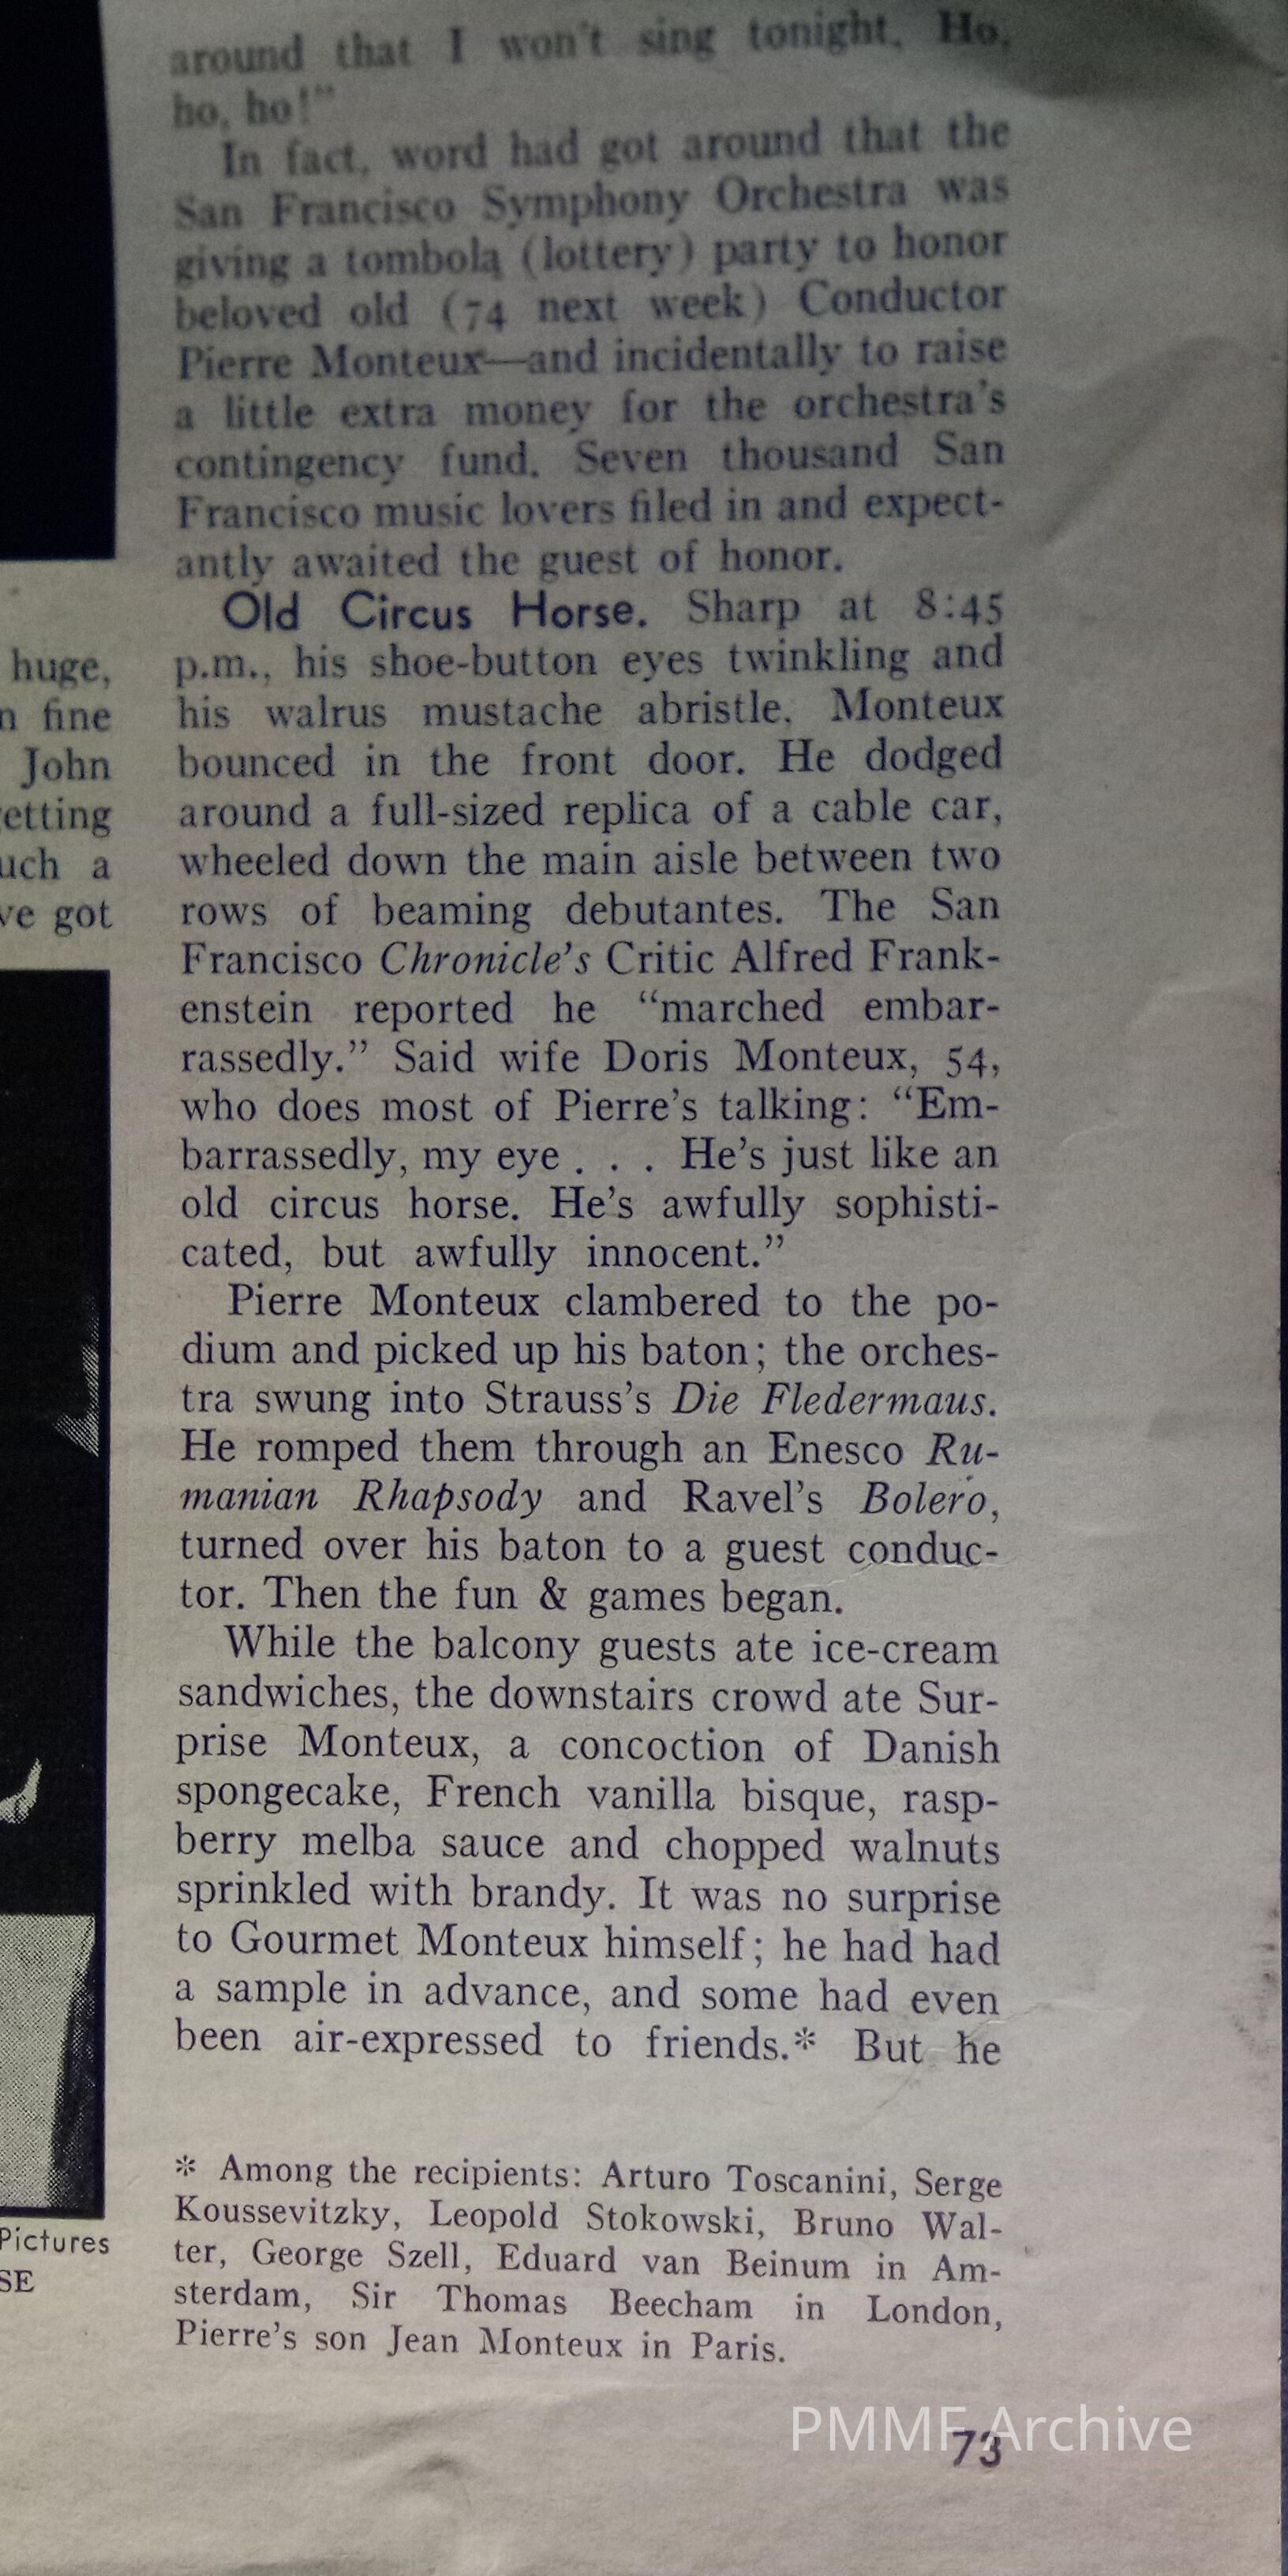 huge,
n fine
John
etting
uch a
ve got
Pictures
SE
around that I won't sing tonight. Ho,
ho, ho!"
In fact, word had got around that the
San Francisco Symphony Orchestra was
giving a tombola (lottery) party to honor
beloved old (74 next week) Conductor
Pierre Monteux—and incidentally to raise
a little extra money for the orchestra's
contingency fund. Seven thousand San
Francisco music lovers filed in and expect-
antly awaited the guest of honor.
Old Circus Horse. Sharp at 8:45
p.m., his shoe-button eyes twinkling and
his walrus mustache abristle, Monteux
bounced in the front door. He dodged
around a full-sized replica of a cable car,
wheeled down the main aisle between two
rows of beaming debutantes. The San
Francisco Chronicle's Critic Alfred Frank-
enstein reported he “marched embar-
rassedly.” Said wife Doris Monteux, 54,
who does most of Pierre's talking: “Em-
barrassedly, my eye . . . He's just like an
old circus horse. He's awfully sophisti-
cated, but awfully innocent.”
Pierre Monteux clambered to the po-
dium and picked up his baton; the orches-
tra swung into Strauss's Die Fledermaus.
He romped them through an Enesco Ru-
manian Rhapsody and Ravel's Bolero,
turned over his baton to a guest conduc-
tor. Then the fun & games began.
While the balcony guests ate ice-cream
sandwiches, the downstairs crowd ate Sur-
prise Monteux, a concoction of Danish
spongecake, French vanilla bisque, rasp-
berry melba sauce and chopped walnuts
sprinkled with brandy. It was no surprise
to Gourmet Monteux himself; he had had
a sample in advance, and some had even
been air-expressed to friends.* But he
* Among the recipients: Arturo Toscanini, Serge
Koussevitzky, Leopold Stokowski, Bruno Wal-
ter, George Szell, Eduard van Beinum in Am-
sterdam, Sir Thomas Beecham in London,
Pierre's son Jean Monteux in Paris.
PMMF Archive
73